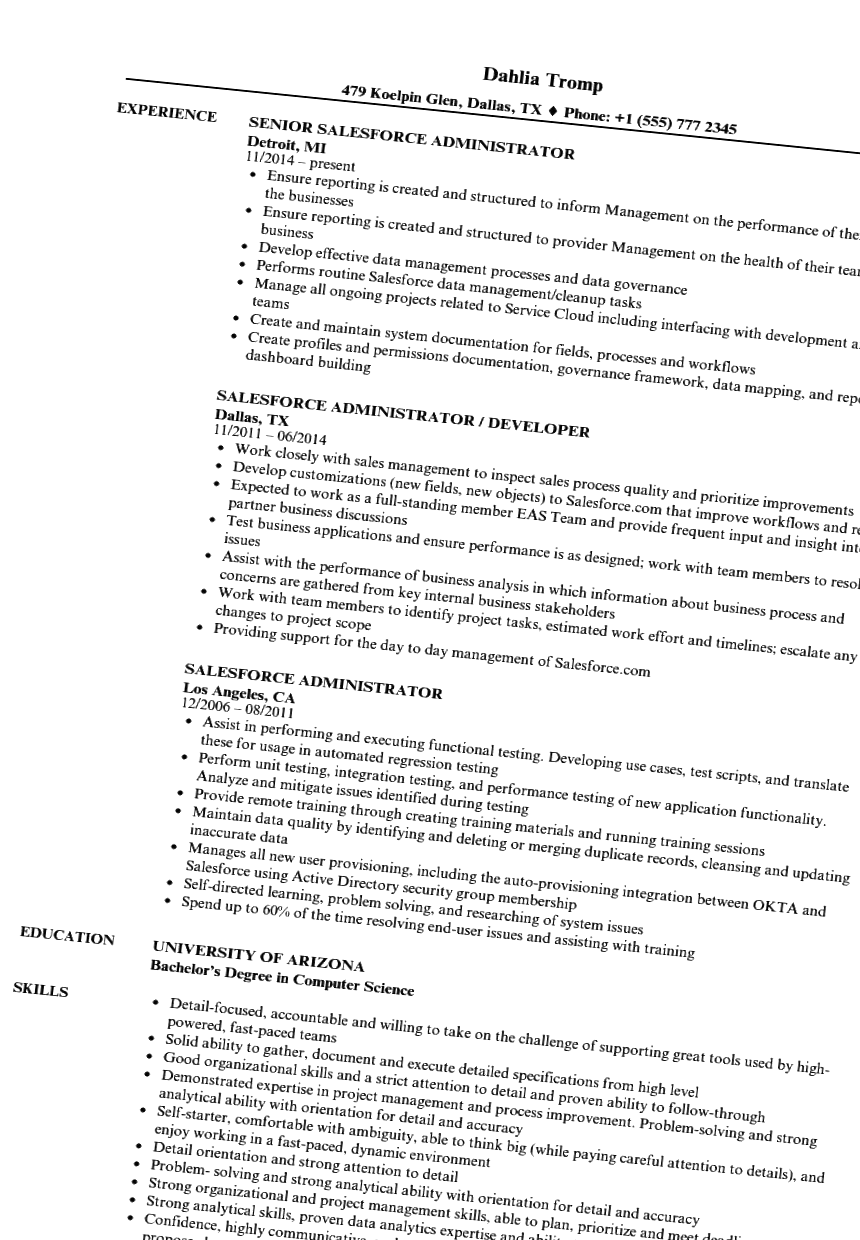 Dahlia Tromp
479 Koelpin Glen, Dallas, TX ♦ Phone: +1 (555) 777 2345
EXPERIENCE
SENIOR SALESFORCE ADMINISTRATOR
Detroit, MI
11/2014 – present
• Ensure reporting is created and structured to inform Management on the performance of
the businesses
• Ensure reporting is created and structured to provider Management on the health of their
business
• Develop effective data management processes and data governance
• Performs routine Salesforce data management/cleanup tasks
• Manage all ongoing projects related to Service Cloud including interfacing with development
teams
• Create and maintain system documentation for fields, processes and workflows
• Create profiles and permissions documentation, governance framework, data mapping, and
dashboard building
SALESFORCE ADMINISTRATOR / DEVELOPER
Dallas, TX
11/2011 – 06/2014
• Work closely with sales management to inspect sales process quality and prioritize improvements
• Develop customizations (new fields, new objects) to Salesforce.com that improve workflows and
• Expected to work as a full-standing member EAS Team and provide frequent input and insight
partner business discussions
• Test business applications and ensure performance is as designed; work with team members to
issues
• Assist with the performance of business analysis in which information about business process and
concerns are gathered from key internal business stakeholders
• Work with team members to identify project tasks, estimated work effort and timelines; escalate any
changes to project scope
• Providing support for the day to day management of Salesforce.com
SALESFORCE ADMINISTRATOR
Los Angeles, CA
12/2006 – 08/2011
• Assist in performing and executing functional testing. Developing use cases, test scripts, and translate
these for usage in automated regression testing
• Perform unit testing, integration testing, and performance testing of new application functionality.
Analyze and mitigate issues identified during testing
• Provide remote training through creating training materials and running training sessions
• Maintain data quality by identifying and deleting or merging duplicate records, cleansing and updating
inaccurate data
• Manages all new user provisioning, including the auto-provisioning integration between OKTA and
Salesforce using Active Directory security group membership
• Self-directed learning, problem solving, and researching of system issues
• Spend up to 60% of the time resolving end-user issues and assisting with training
EDUCATION
UNIVERSITY OF ARIZONA
Bachelor's Degree in Computer Science
SKILLS
• Detail-focused, accountable and willing to take on the challenge of supporting great tools used by high-
powered, fast-paced teams
• Solid ability to gather, document and execute detailed specifications from high level
• Good organizational skills and a strict attention to detail and proven ability to follow-through
• Demonstrated expertise in project management and process improvement. Problem-solving and strong
analytical ability with orientation for detail and accuracy
• Self-starter, comfortable with ambiguity, able to think big (while paying careful attention to details), and
enjoy working in a fast-paced, dynamic environment
• Detail orientation and strong attention to detail
• Problem- solving and strong analytical ability with orientation for detail and accuracy
• Strong organizational and project management skills, able to plan, prioritize and meet
• Strong analytical skills, proven data analytics expertise and
• Confidence, highly